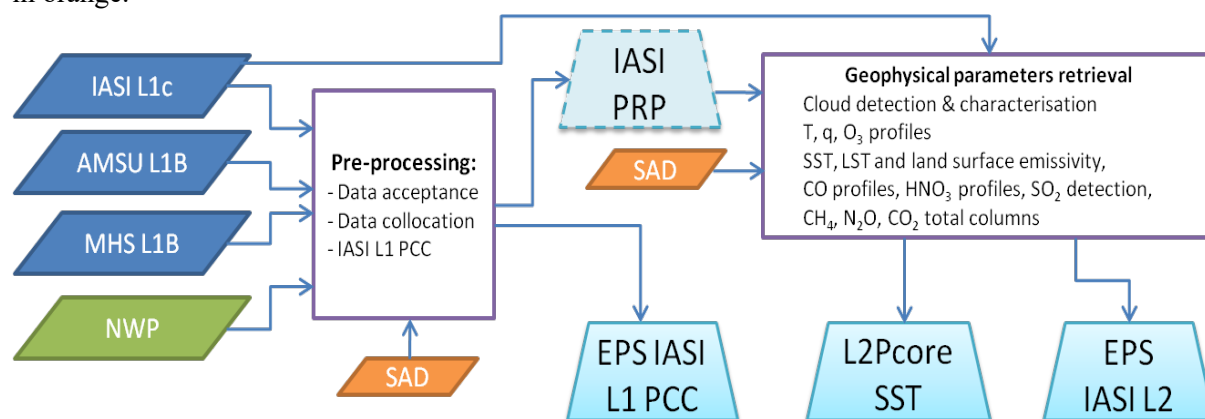 in orange.
IASI L1c
AMSU L1B
MHS L1B
NWP
Pre-processing:
- Data acceptance
- Data collocation
- IASI L1 PCC
SAD
IASI
PRP
SAD
Geophysical parameters retrieval
Cloud detection & characterisation
T, q, O₃ profiles
SST, LST and land surface emissivity,
CO profiles, HNO₃ profiles, SO₂ detection,
CH₄, N₂O, CO₂ total columns
EPS IASI
L1 PCC
L2Pcore
SST
EPS
IASI L2